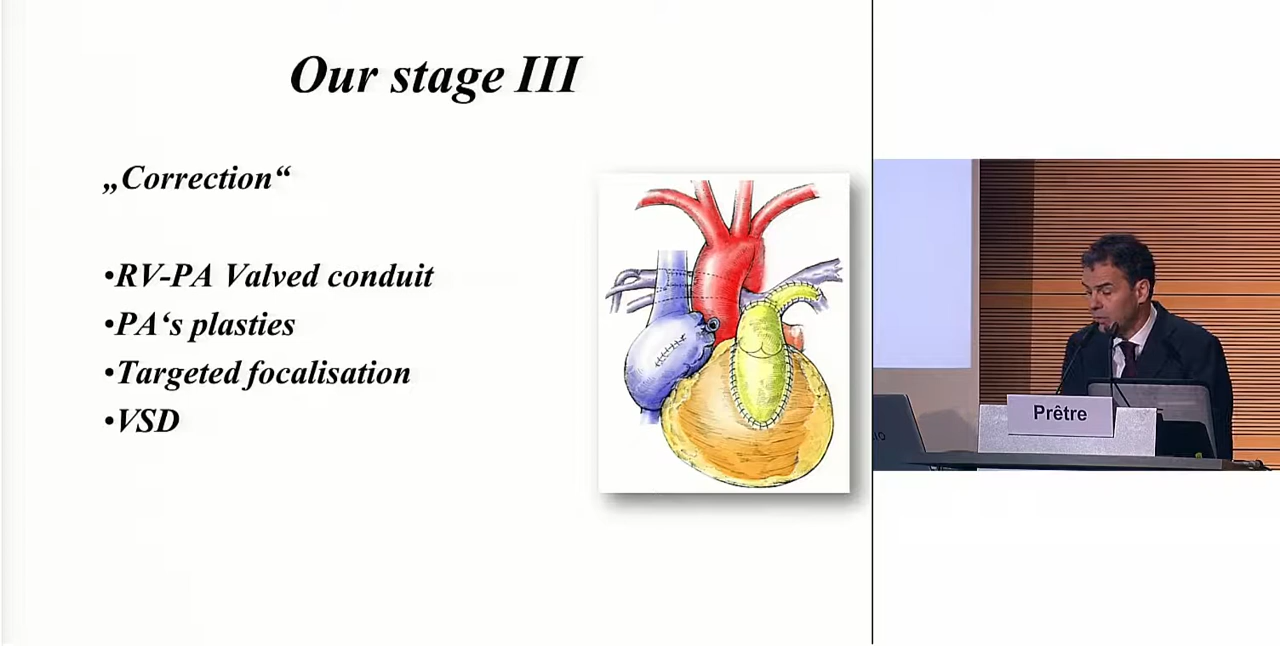 Our stage III
„Correction“
•RV-PA Valved conduit
•PA‘s plasties
•Targeted focalisation
•VSD
Prêtre